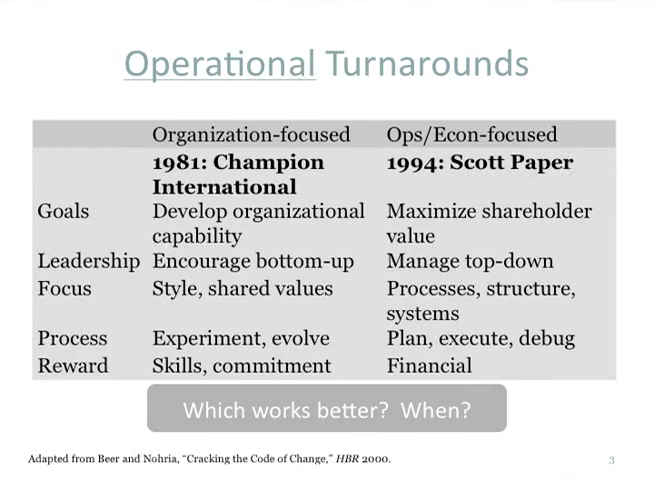 Operational Turnarounds
Organization-focused Ops/Econ-focused
1981: Champion International 1994: Scott Paper
Goals Develop organizational capability Maximize shareholder value
Leadership Encourage bottom-up Manage top-down
Focus Style, shared values Processes, structure, systems
Process Experiment, evolve Plan, execute, debug
Reward Skills, commitment Financial
Which works better? When?
Adapted from Beer and Nohria, “Cracking the Code of Change,” HBR 2000.
3